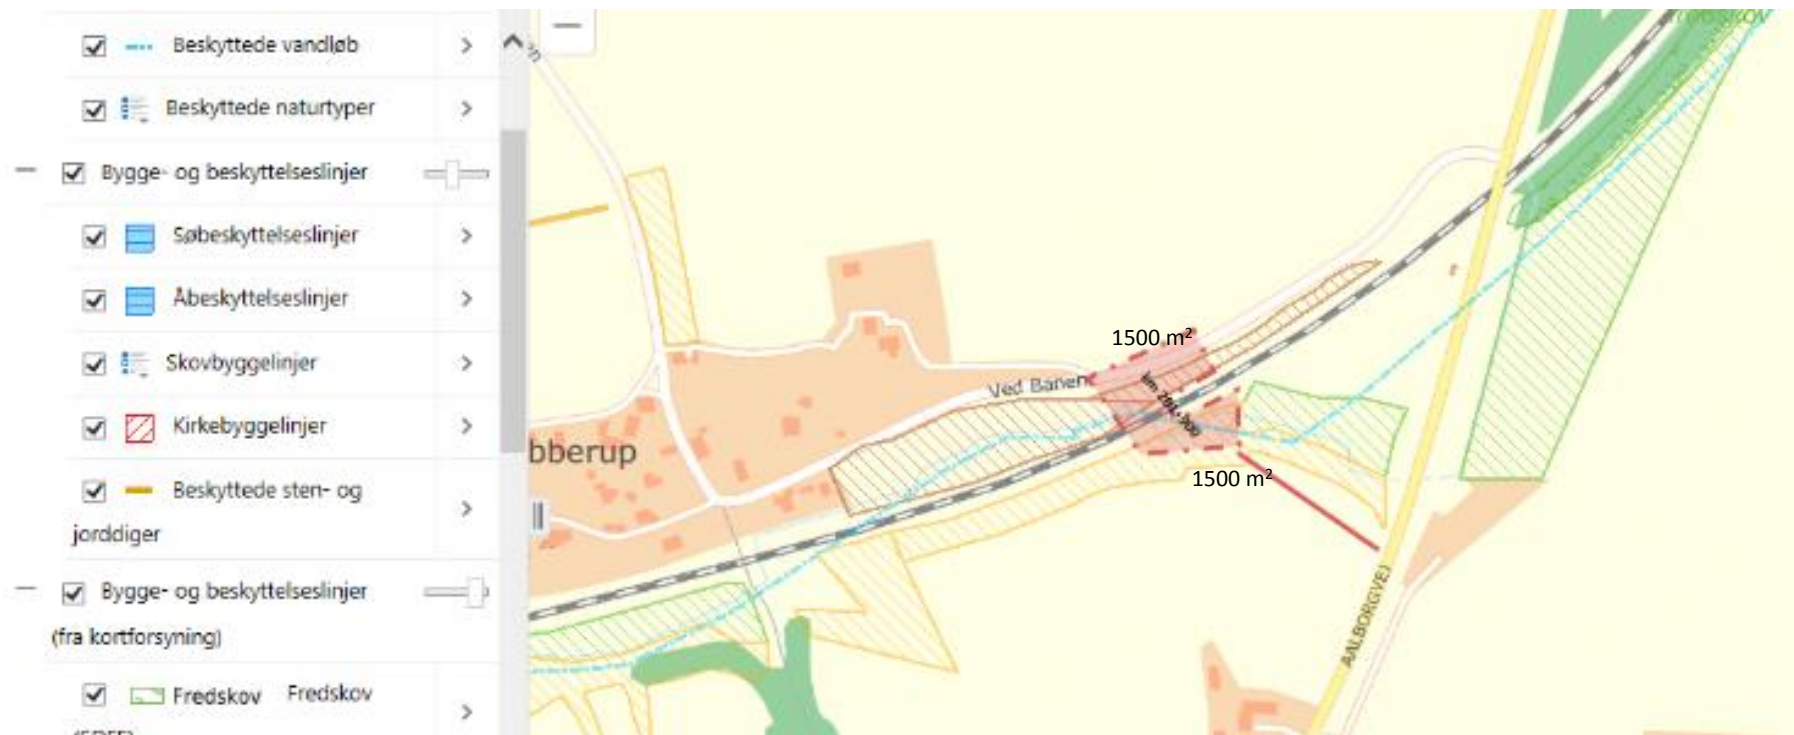 Beskyttede vandløb
Beskyttede naturtyper
Bygge- og beskyttelseslinjer
Søbeskyttelseslinjer
Åbeskyttelseslinjer
Skovbyggelinjer
Kirkebyggelinjer
Beskyttede sten- og
jorddiger
Bygge- og beskyttelseslinjer
(fra kortforsyning)
Fredskov Fredskov
1500 m²
Ved Banen
bberup
1500 m²
AALBORGVEJ